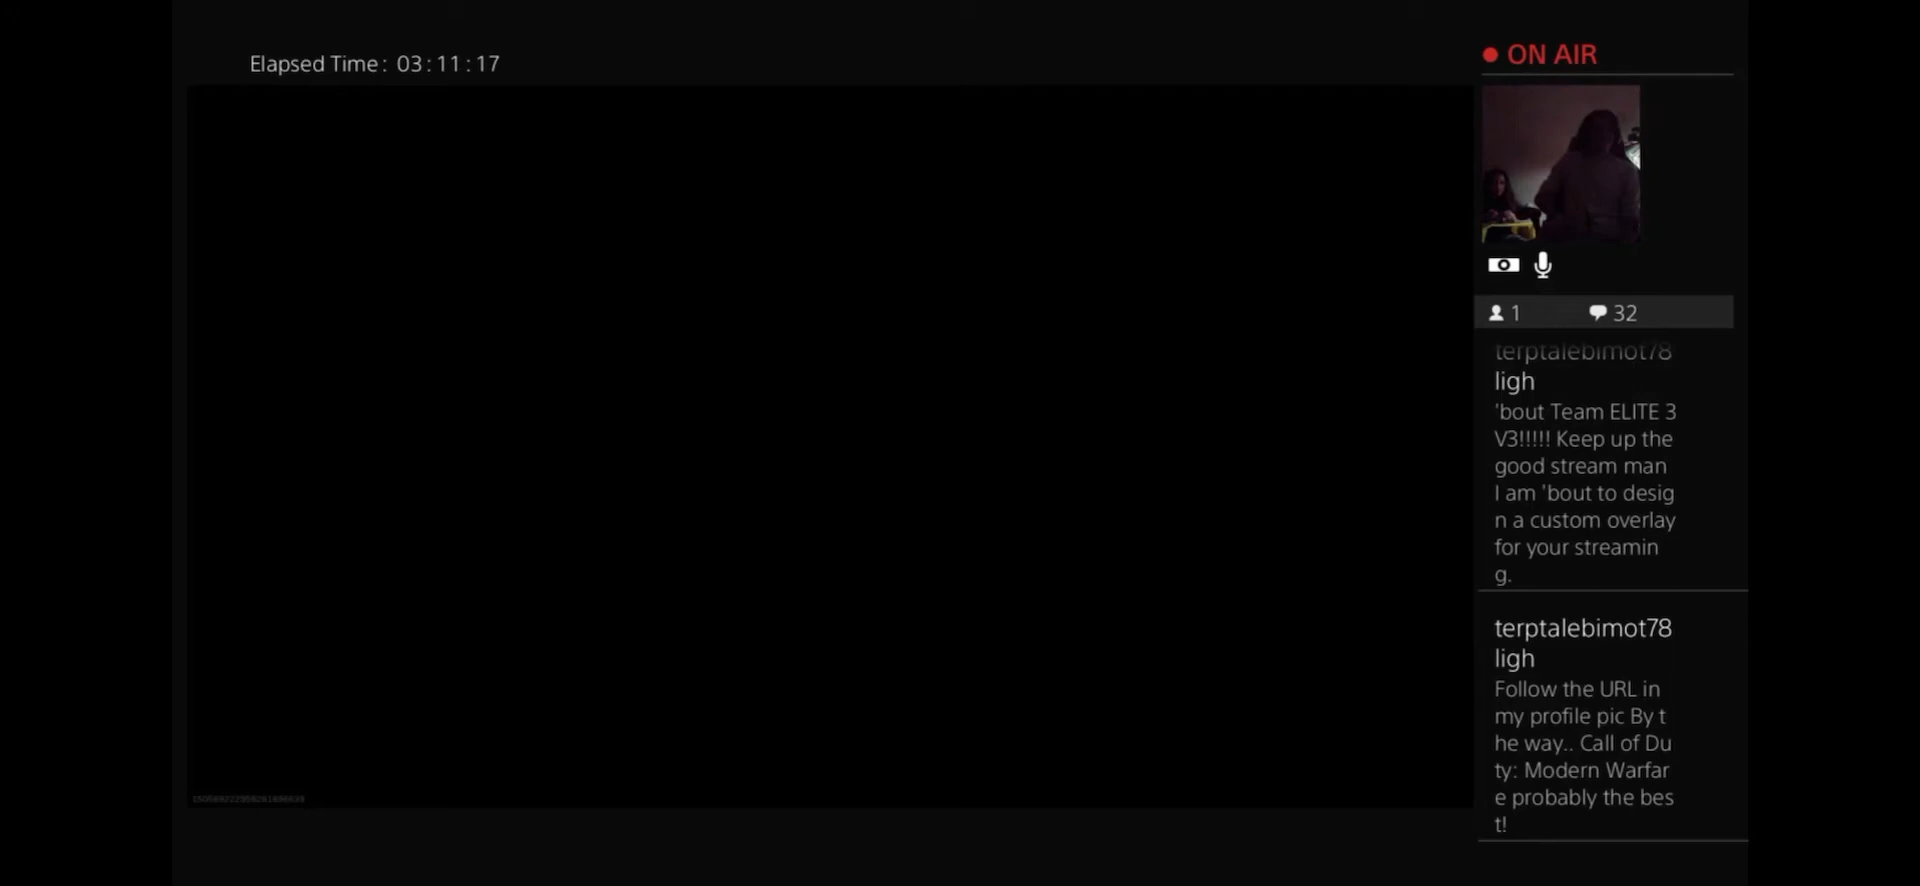 Elapsed Time: 03:11:17
ON AIR
1
32
terptalebimot78
ligh
'bout Team ELITE 3
V3!!!!! Keep up the
good stream man
I am 'bout to desig
n a custom overlay
for your streamin
g.
terptalebimot78
ligh
Follow the URL in
my profile pic By t
he way.. Call of Du
ty: Modern Warfar
e probably the bes
t!